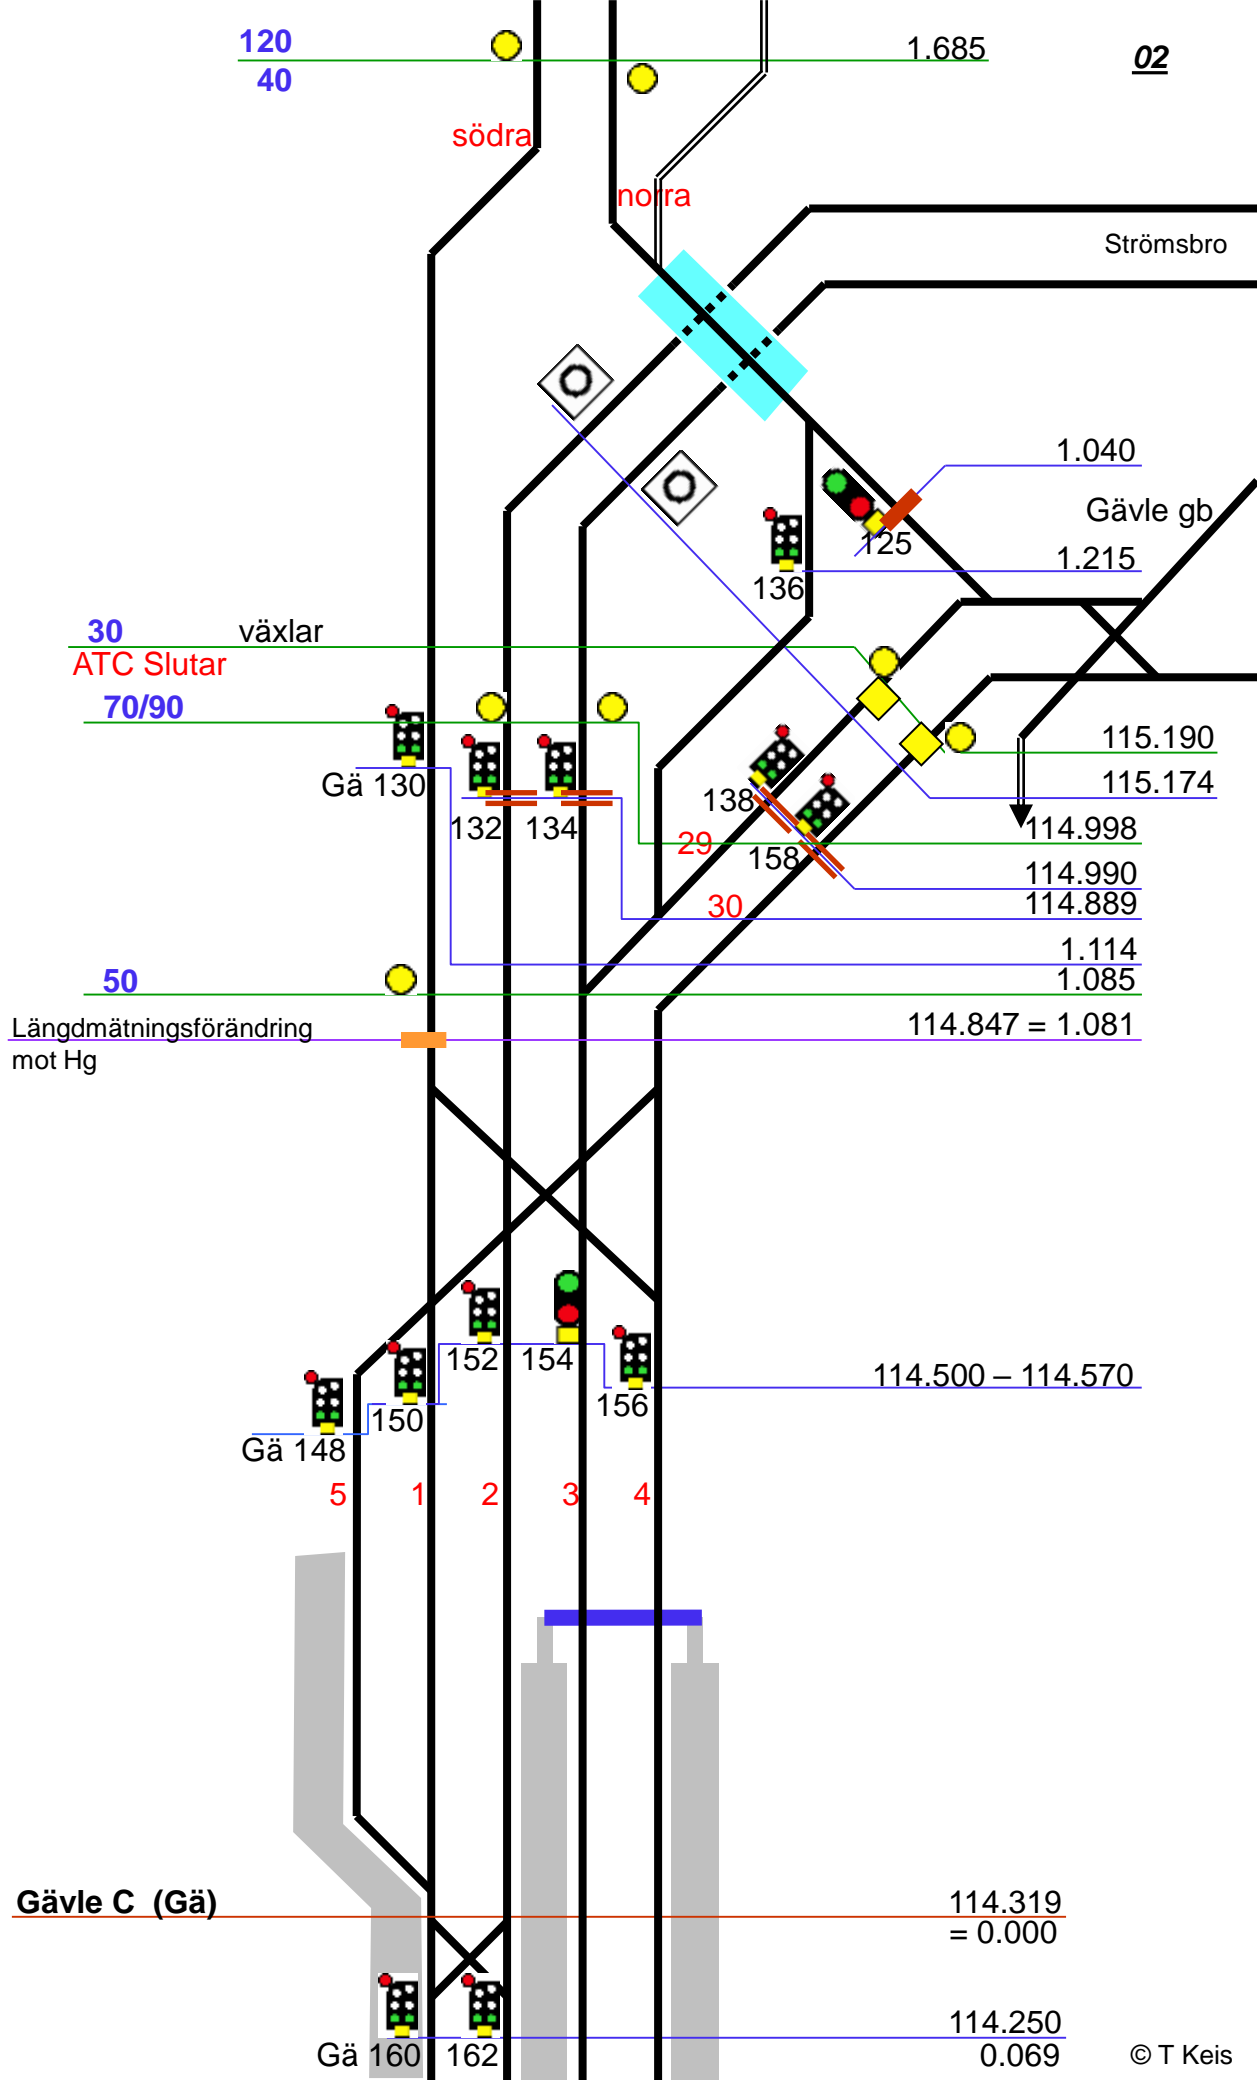 120
1.685
02
40
södra
norra
Strömsbro
1.040
Gävle gb
125
1.215
136
30
växlar
ATC Slutar
70/90
115.190
Gä 130
115.174
138
132
134
114.998
29
158
114.990
30
114.889
1.114
50
1.085
Längdmätningsförändring
114.847 = 1.081
mot Hg
152
154
114.500 – 114.570
150
156
Gä 148
5
1
2
3
4
Gävle C (Gä)
114.319
= 0.000
114.250
Gä 160
162
0.069
© T Keis